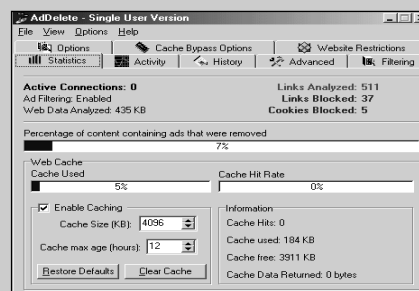 AdDelete - Single User Version
File View Options Help
Options Cache Bypass Options Website Restrictions
Statistics Activity History Advanced Filtering
Active Connections: 0 Links Analyzed: 511
Ad Filtering: Enabled Links Blocked: 37
Web Data Analyzed: 435 KB Cookies Blocked: 5
Percentage of content containing ads that were removed
7%
Web Cache
Cache Used Cache Hit Rate
5% 0%
Enable Caching Information
Cache Size (KB): 4096 Cache Hits: 0
Cache used: 184 KB
Cache max age (hours): 12 Cache free: 3911 KB
Restore Defaults Clear Cache Cache Data Returned: 0 bytes